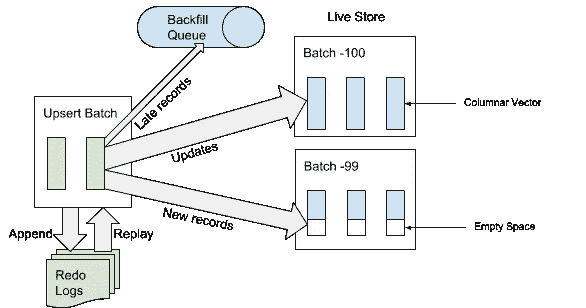 Backfill
Queue
Live Store
Batch -100
Upsert Batch
Late records
Columnar Vector
Updates
Batch -99
New records
Empty Space
Append
Replay
Redo
Logs